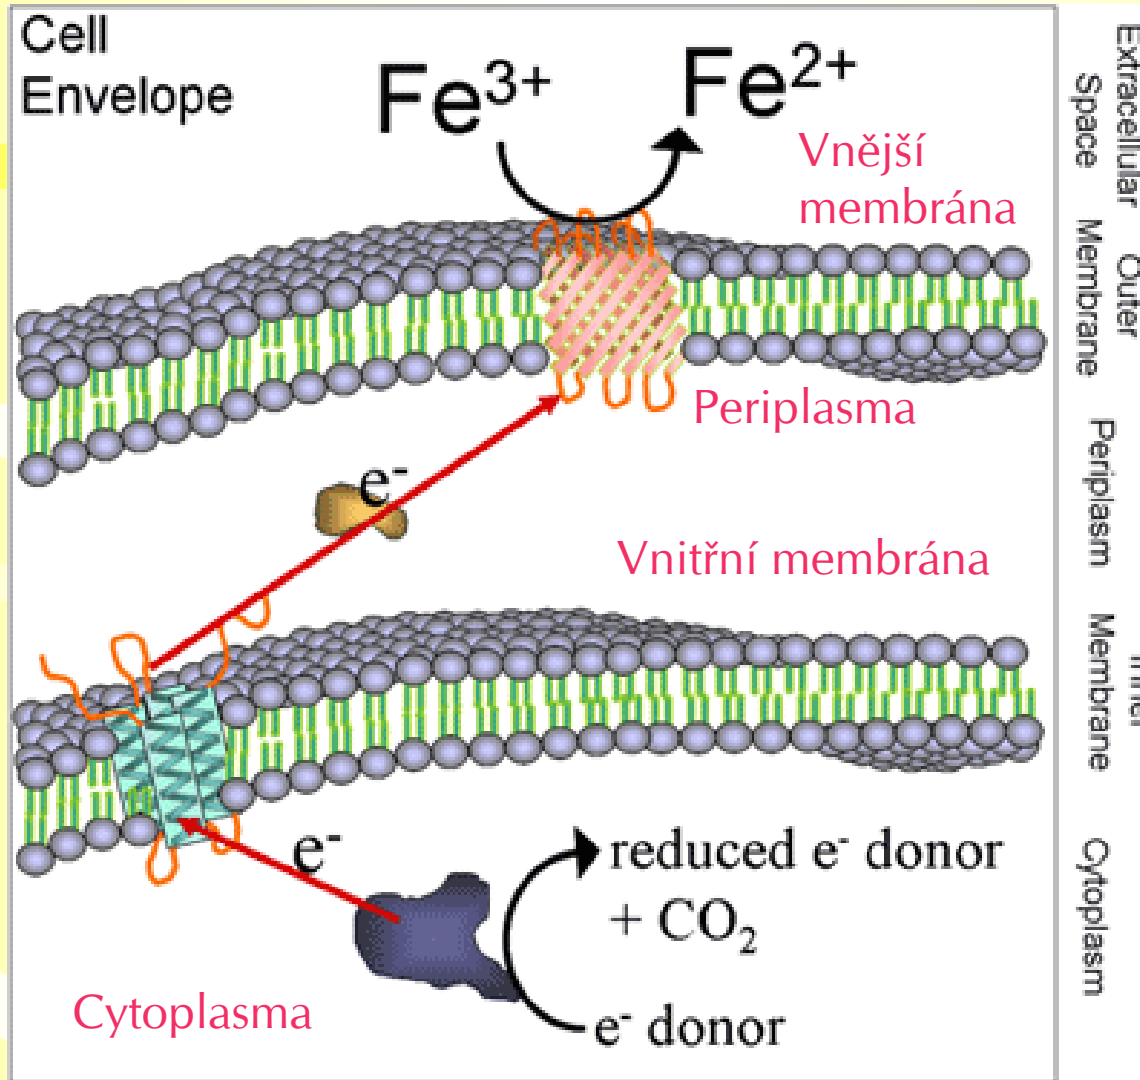 Cell
Envelope
Fe³⁺
Fe²⁺
Vnější
membrána
Periplasma
e⁻
Vnitřní membrána
e⁻
reduced e⁻ donor
+ CO₂
e⁻ donor
Cytoplasma
Extracellular
Space
Outer
Membrane
Periplasm
Membrane
Cytoplasm